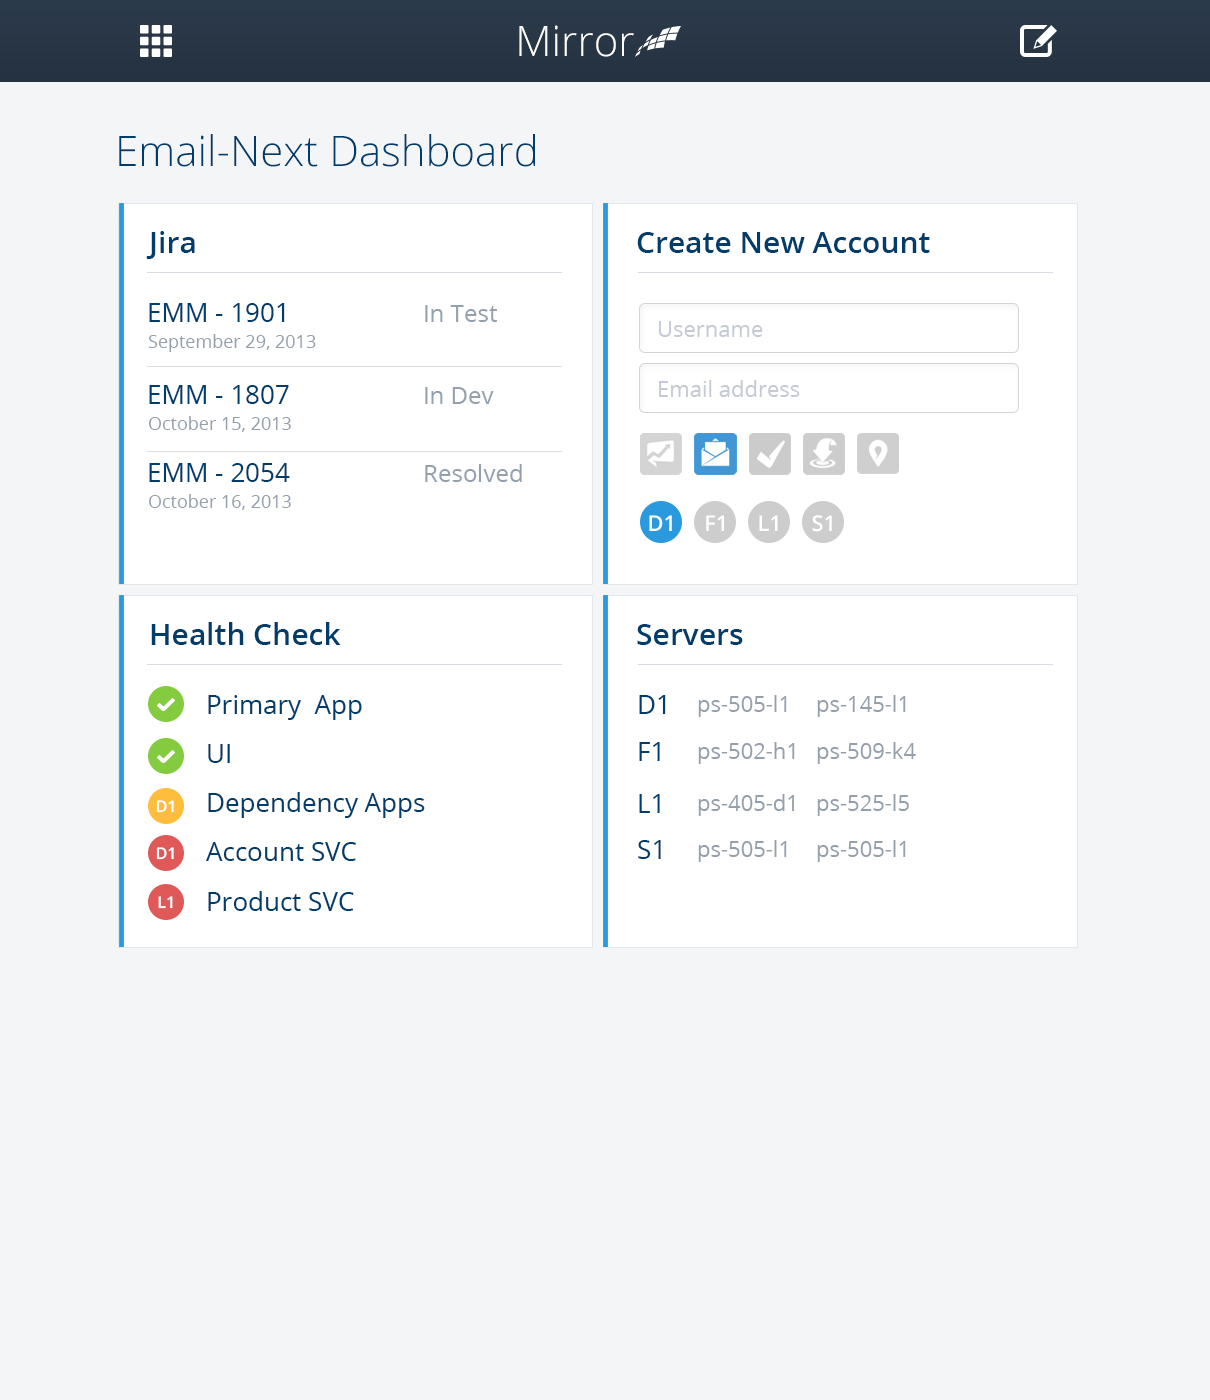 Mirror
Email-Next Dashboard
Jira
EMM - 1901 In Test
September 29, 2013
EMM - 1807 In Dev
October 15, 2013
EMM - 2054 Resolved
October 16, 2013
Create New Account
Username
Email address
D1 F1 L1 S1
Health Check
Primary App
UI
D1 Dependency Apps
D1 Account SVC
L1 Product SVC
Servers
D1 ps-505-l1 ps-145-l1
F1 ps-502-h1 ps-509-k4
L1 ps-405-d1 ps-525-l5
S1 ps-505-l1 ps-505-l1